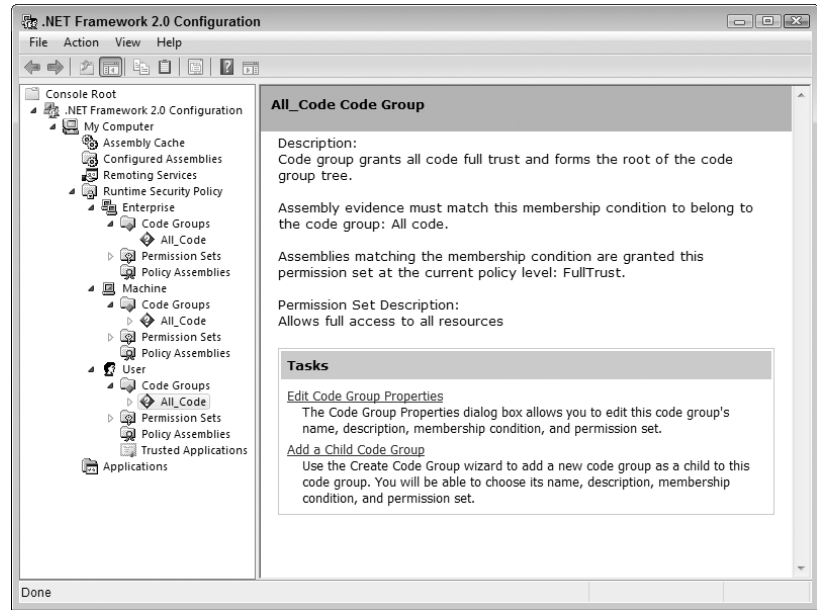 .NET Framework 2.0 Configuration
File Action View Help
Console Root
.NET Framework 2.0 Configuration
My Computer
Assembly Cache
Configured Assemblies
Remoting Services
Runtime Security Policy
Enterprise
Code Groups
All_Code
Permission Sets
Policy Assemblies
Machine
Code Groups
All_Code
Permission Sets
Policy Assemblies
User
Code Groups
All_Code
Permission Sets
Policy Assemblies
Trusted Applications
Applications
All_Code Code Group
Description:
Code group grants all code full trust and forms the root of the code
group tree.
Assembly evidence must match this membership condition to belong to
the code group: All code.
Assemblies matching the membership condition are granted this
permission set at the current policy level: FullTrust.
Permission Set Description:
Allows full access to all resources
Tasks
Edit Code Group Properties
The Code Group Properties dialog box allows you to edit this code group's
name, description, membership condition, and permission set.
Add a Child Code Group
Use the Create Code Group wizard to add a new code group as a child to this
code group. You will be able to choose its name, description, membership
condition, and permission set.
Done